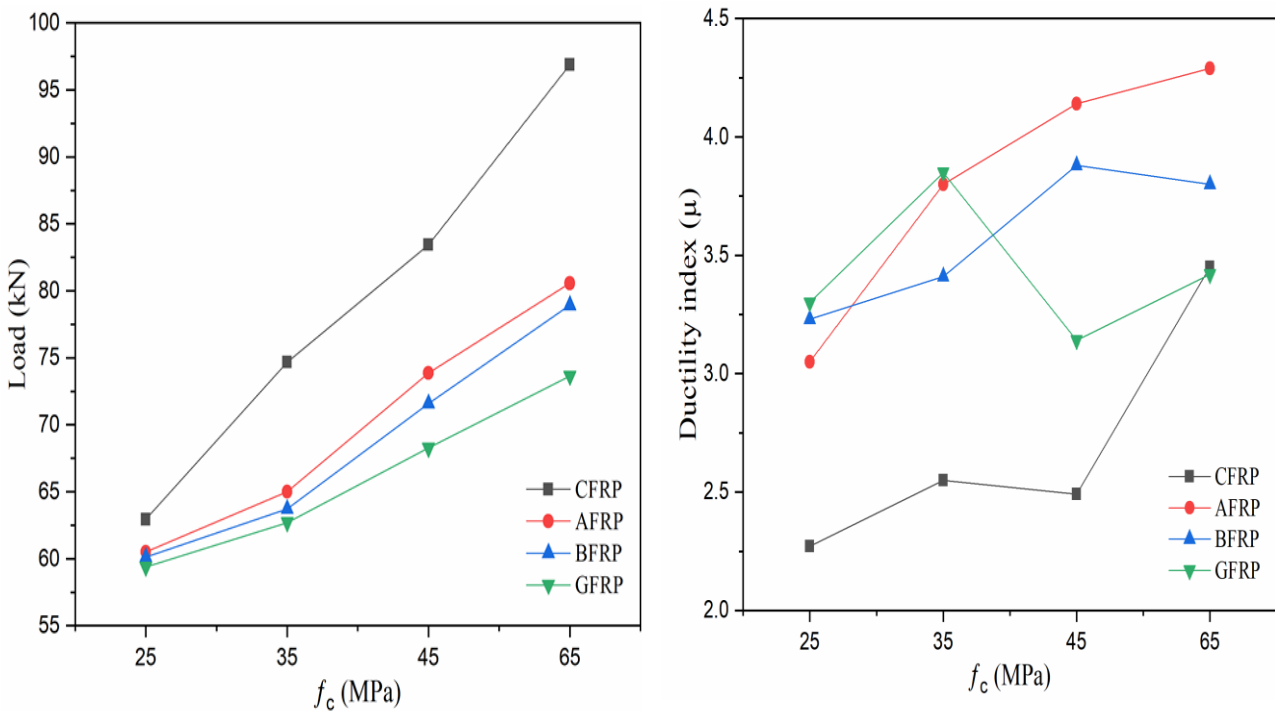 100
95
90
85
80
75
70
65
60
55
Load (kN)
25 35 45 65
fc (MPa)
CFRP
AFRP
BFRP
GFRP
4.5
4.0
3.5
3.0
2.5
2.0
Ductility index (μ)
25 35 45 65
fc (MPa)
CFRP
AFRP
BFRP
GFRP